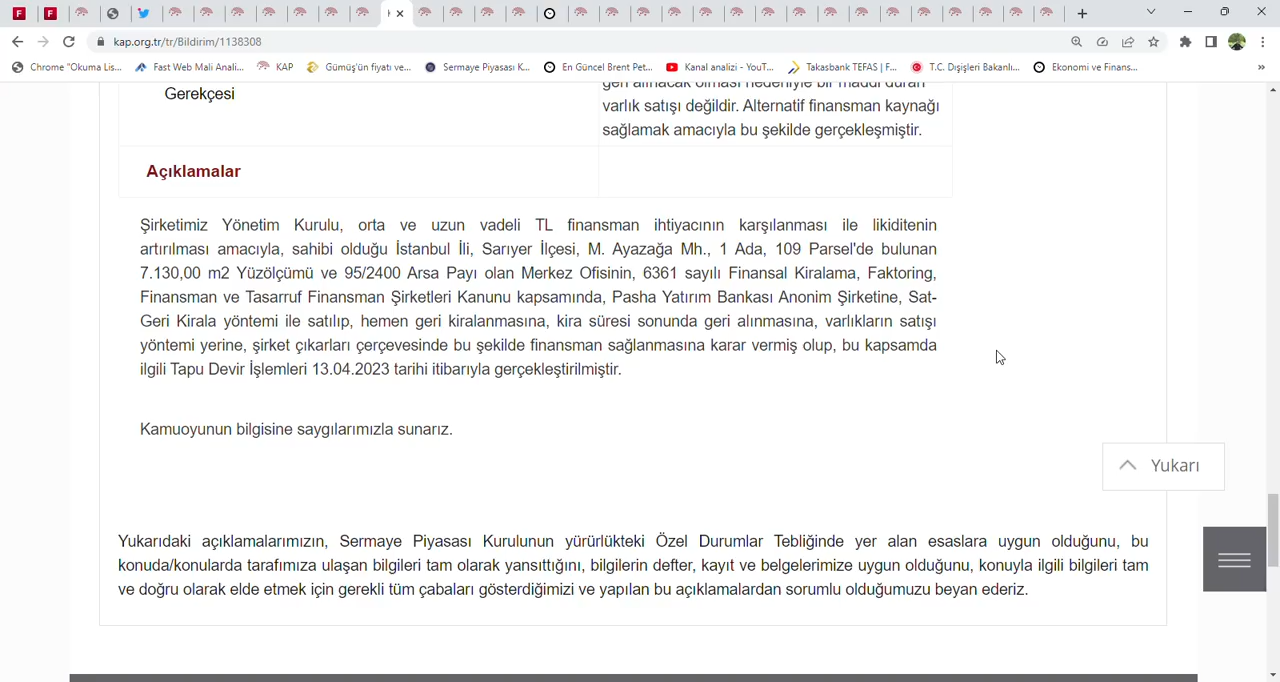 kap.org.tr/tr/Bildirim/1138308
Chrome "Okuma Lis... Fast Web Mali Anali... KAP Gümüş'ün fiyatı ve... Sermaye Piyasası K... En Güncel Brent Pet... Kanal analizi - YouT... Takasbank TEFAS | F... T.C. Dışişleri Bakanlı... Ekonomi ve Finans... »
geri alınacak olması nedeniyle bir maddi duran
Gerekçesi
varlık satışı değildir. Alternatif finansman kaynağı
sağlamak amacıyla bu şekilde gerçekleşmiştir.
Açıklamalar
Şirketimiz Yönetim Kurulu, orta ve uzun vadeli TL finansman ihtiyacının karşılanması ile likiditenin
artırılması amacıyla, sahibi olduğu İstanbul İli, Sarıyer İlçesi, M. Ayazağa Mh., 1 Ada, 109 Parsel'de bulunan
7.130,00 m2 Yüzölçümü ve 95/2400 Arsa Payı olan Merkez Ofisinin, 6361 sayılı Finansal Kiralama, Faktoring,
Finansman ve Tasarruf Finansman Şirketleri Kanunu kapsamında, Pasha Yatırım Bankası Anonim Şirketine, Sat-
Geri Kirala yöntemi ile satılıp, hemen geri kiralanmasına, kira süresi sonunda geri alınmasına, varlıkların satışı
yöntemi yerine, şirket çıkarları çerçevesinde bu şekilde finansman sağlanmasına karar vermiş olup, bu kapsamda
ilgili Tapu Devir İşlemleri 13.04.2023 tarihi itibarıyla gerçekleştirilmiştir.
Kamuoyunun bilgisine saygılarımızla sunarız.
Yukarı
Yukarıdaki açıklamalarımızın, Sermaye Piyasası Kurulunun yürürlükteki Özel Durumlar Tebliğinde yer alan esaslara uygun olduğunu, bu
konuda/konularda tarafımıza ulaşan bilgileri tam olarak yansıttığını, bilgilerin defter, kayıt ve belgelerimize uygun olduğunu, konuyla ilgili bilgileri tam
ve doğru olarak elde etmek için gerekli tüm çabaları gösterdiğimizi ve yapılan bu açıklamalardan sorumlu olduğumuzu beyan ederiz.